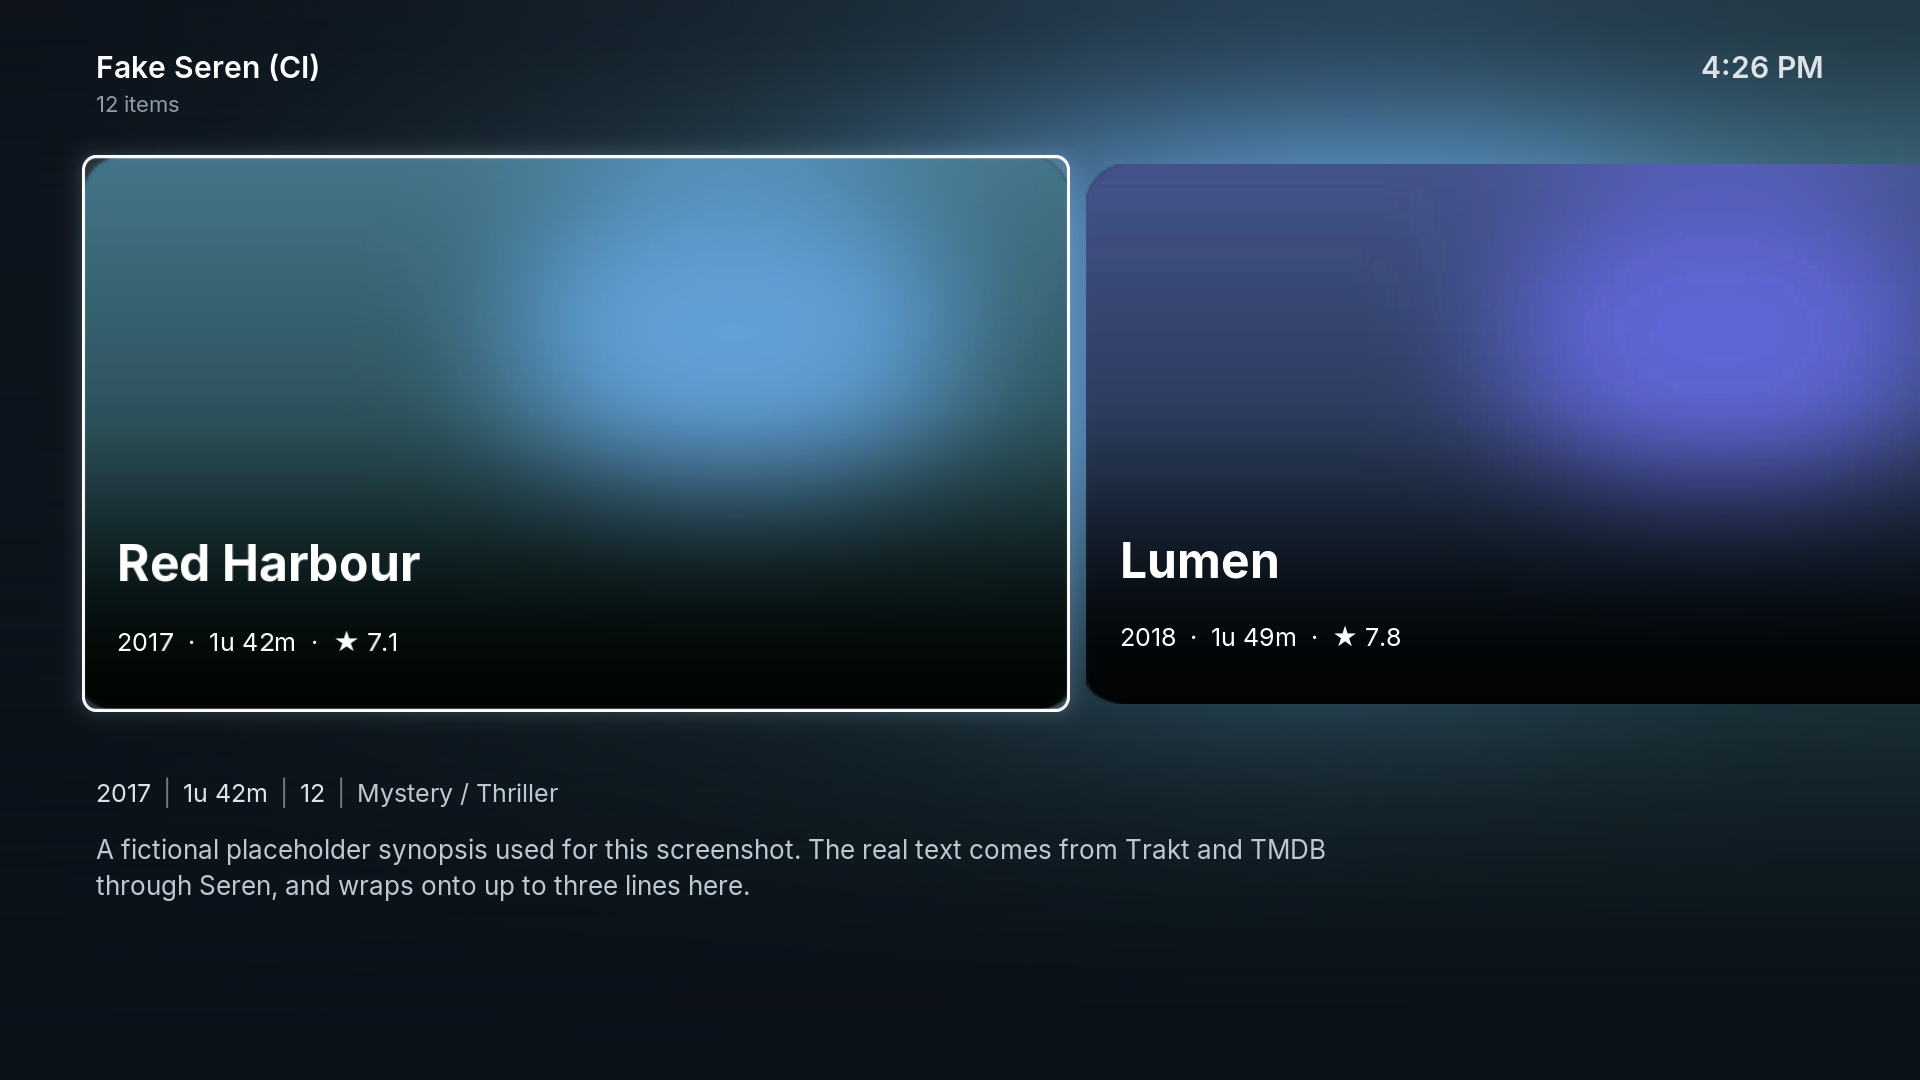 Fake Seren (CI)
4:26 PM
12 items
Red Harbour
2017 · 1u 42m · ★ 7.1
Lumen
2018 · 1u 49m · ★ 7.8
2017 | 1u 42m | 12 | Mystery / Thriller
A fictional placeholder synopsis used for this screenshot. The real text comes from Trakt and TMDB
through Seren, and wraps onto up to three lines here.